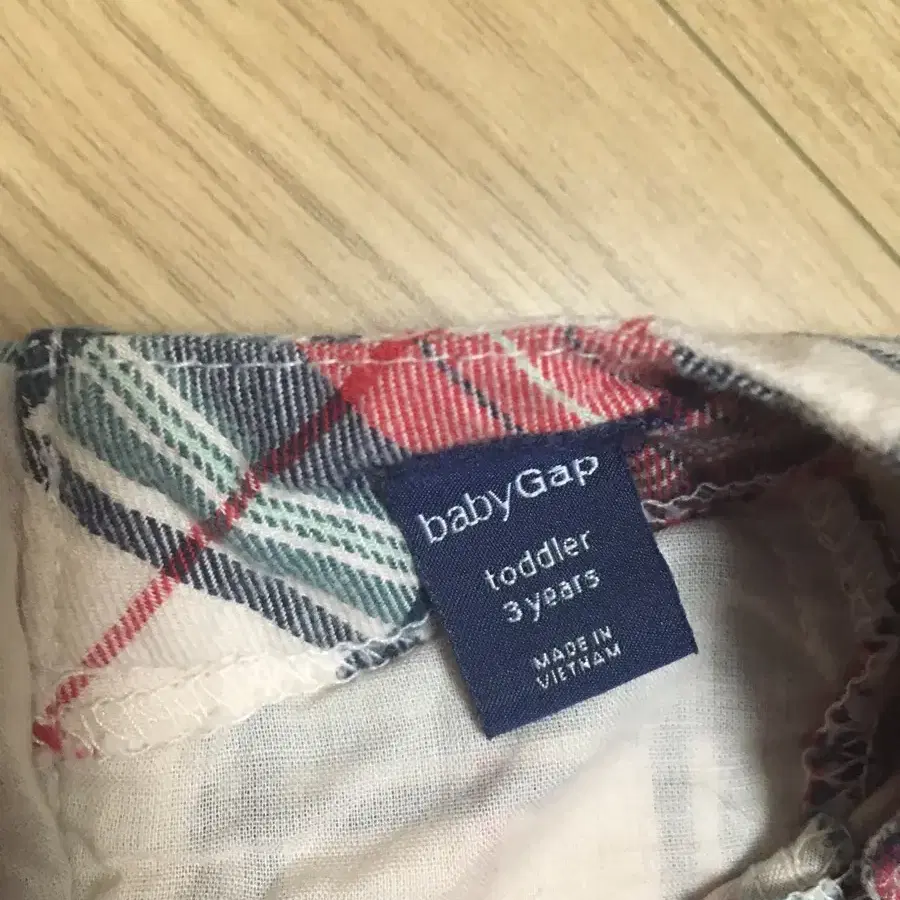 babyGap
toddler
3 years
MADE IN
VIETNAM